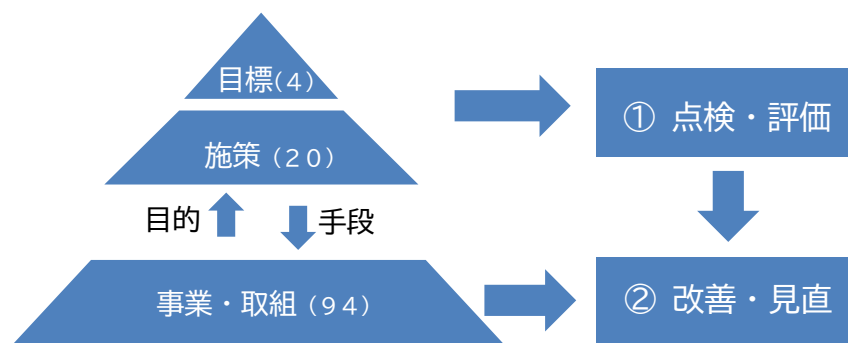 目標(4)
① 点検・評価
施策(20)
目的
手段
事業・取組(94)
② 改善・見直